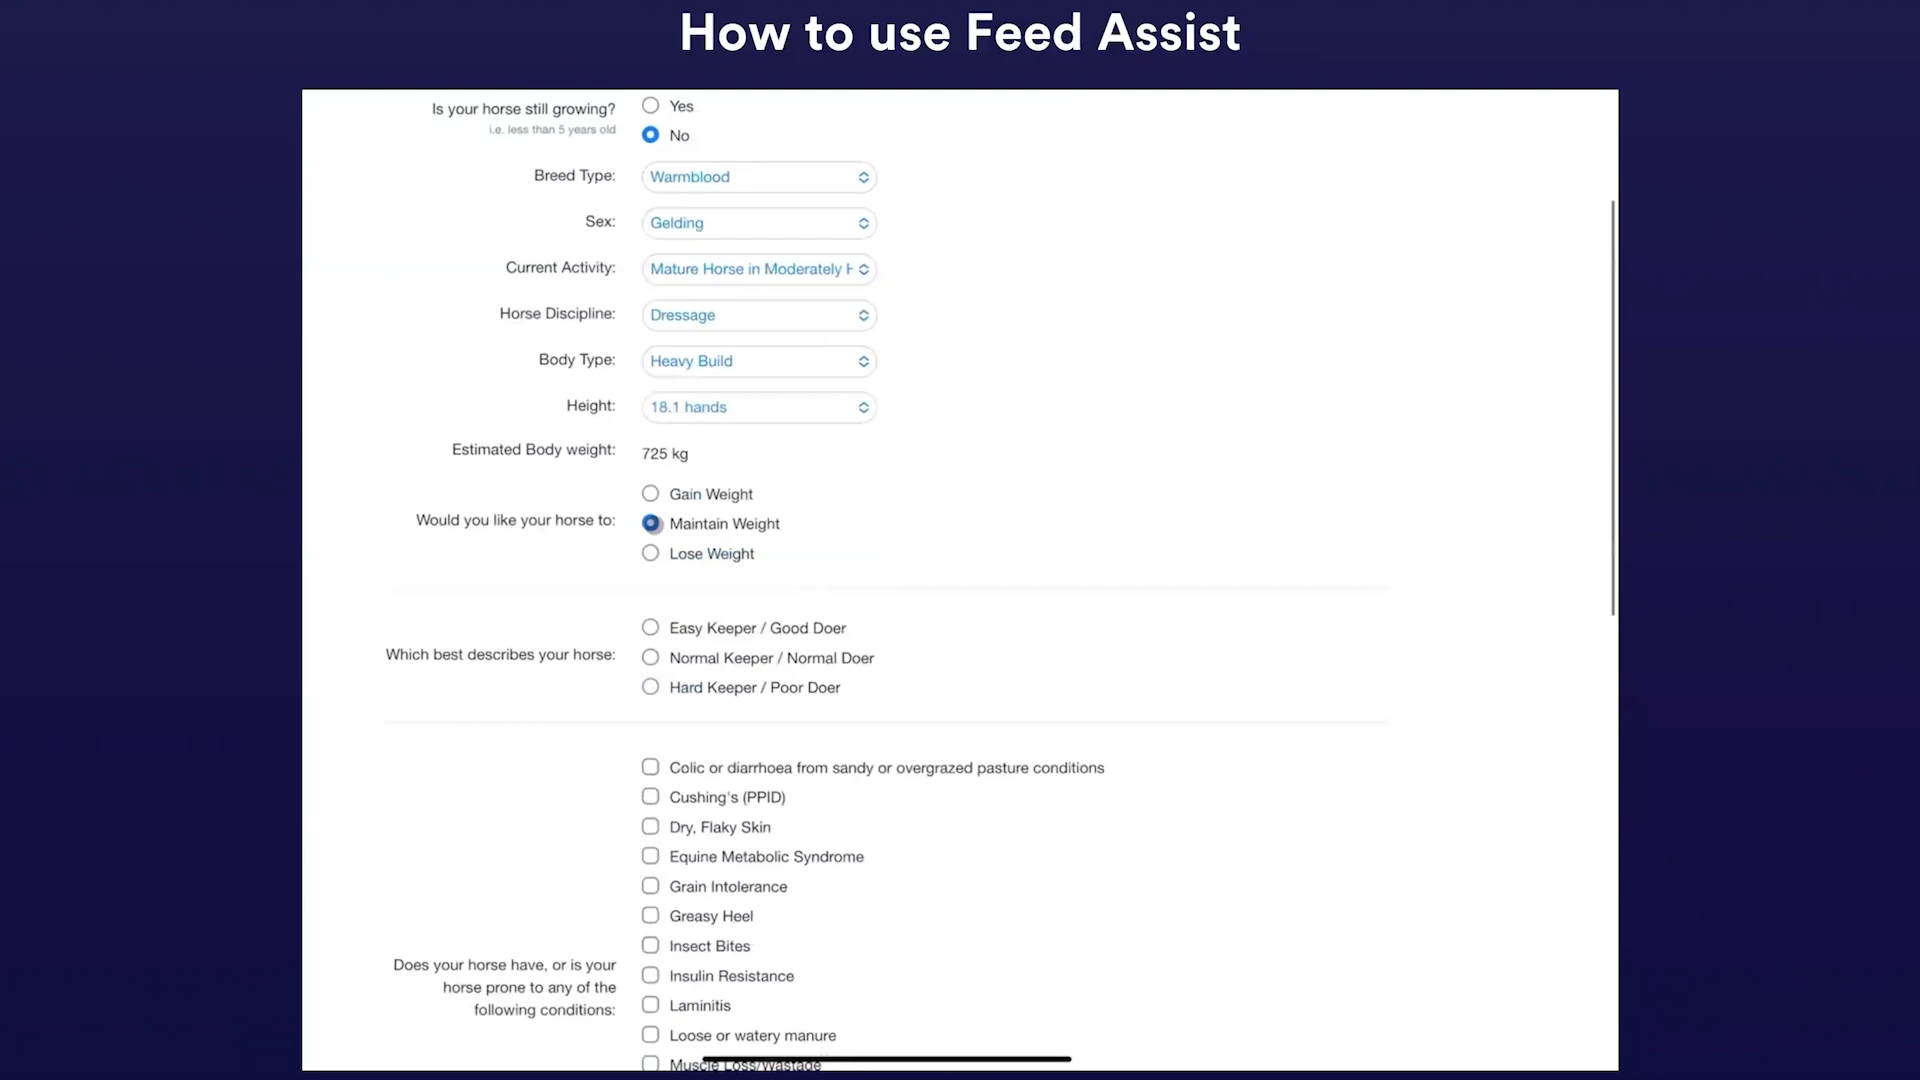 How to use Feed Assist
Is your horse still growing?
i.e. less than 5 years old
Yes
No
Breed Type:
Warmblood
Sex:
Gelding
Current Activity:
Mature Horse in Moderately H
Horse Discipline:
Dressage
Body Type:
Heavy Build
Height:
18.1 hands
Estimated Body weight:
725 kg
Would you like your horse to:
Gain Weight
Maintain Weight
Lose Weight
Which best describes your horse:
Easy Keeper / Good Doer
Normal Keeper / Normal Doer
Hard Keeper / Poor Doer
Does your horse have, or is your
horse prone to any of the
following conditions:
Colic or diarrhoea from sandy or overgrazed pasture conditions
Cushing's (PPID)
Dry, Flaky Skin
Equine Metabolic Syndrome
Grain Intolerance
Greasy Heel
Insect Bites
Insulin Resistance
Laminitis
Loose or watery manure
Muscle Loss/Wastage